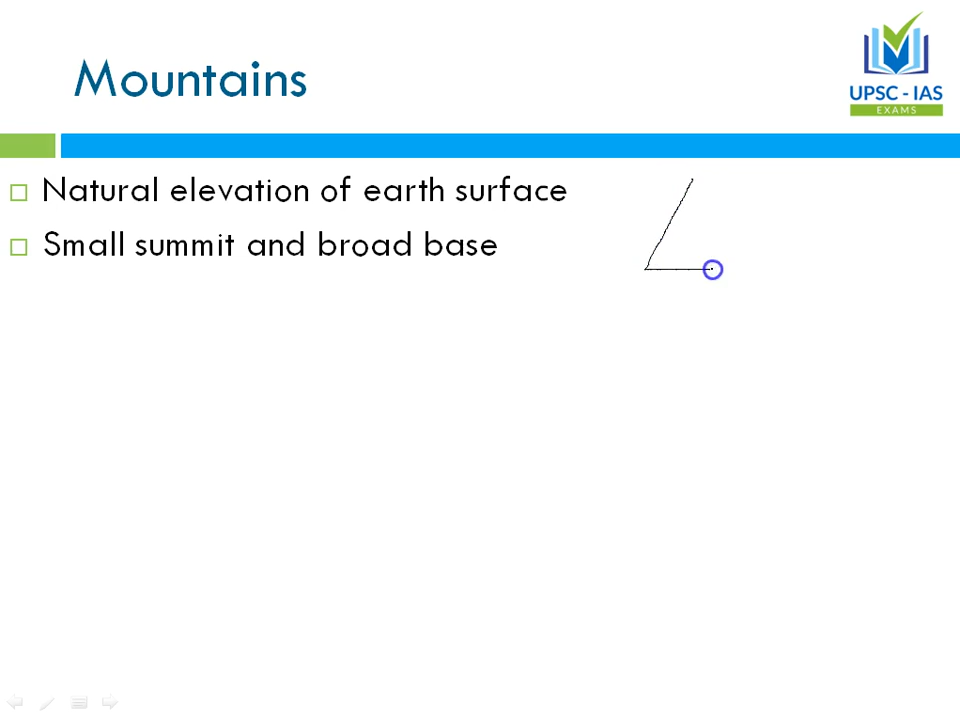 Mountains
UPSC - IAS
EXAMS
Natural elevation of earth surface
Small summit and broad base